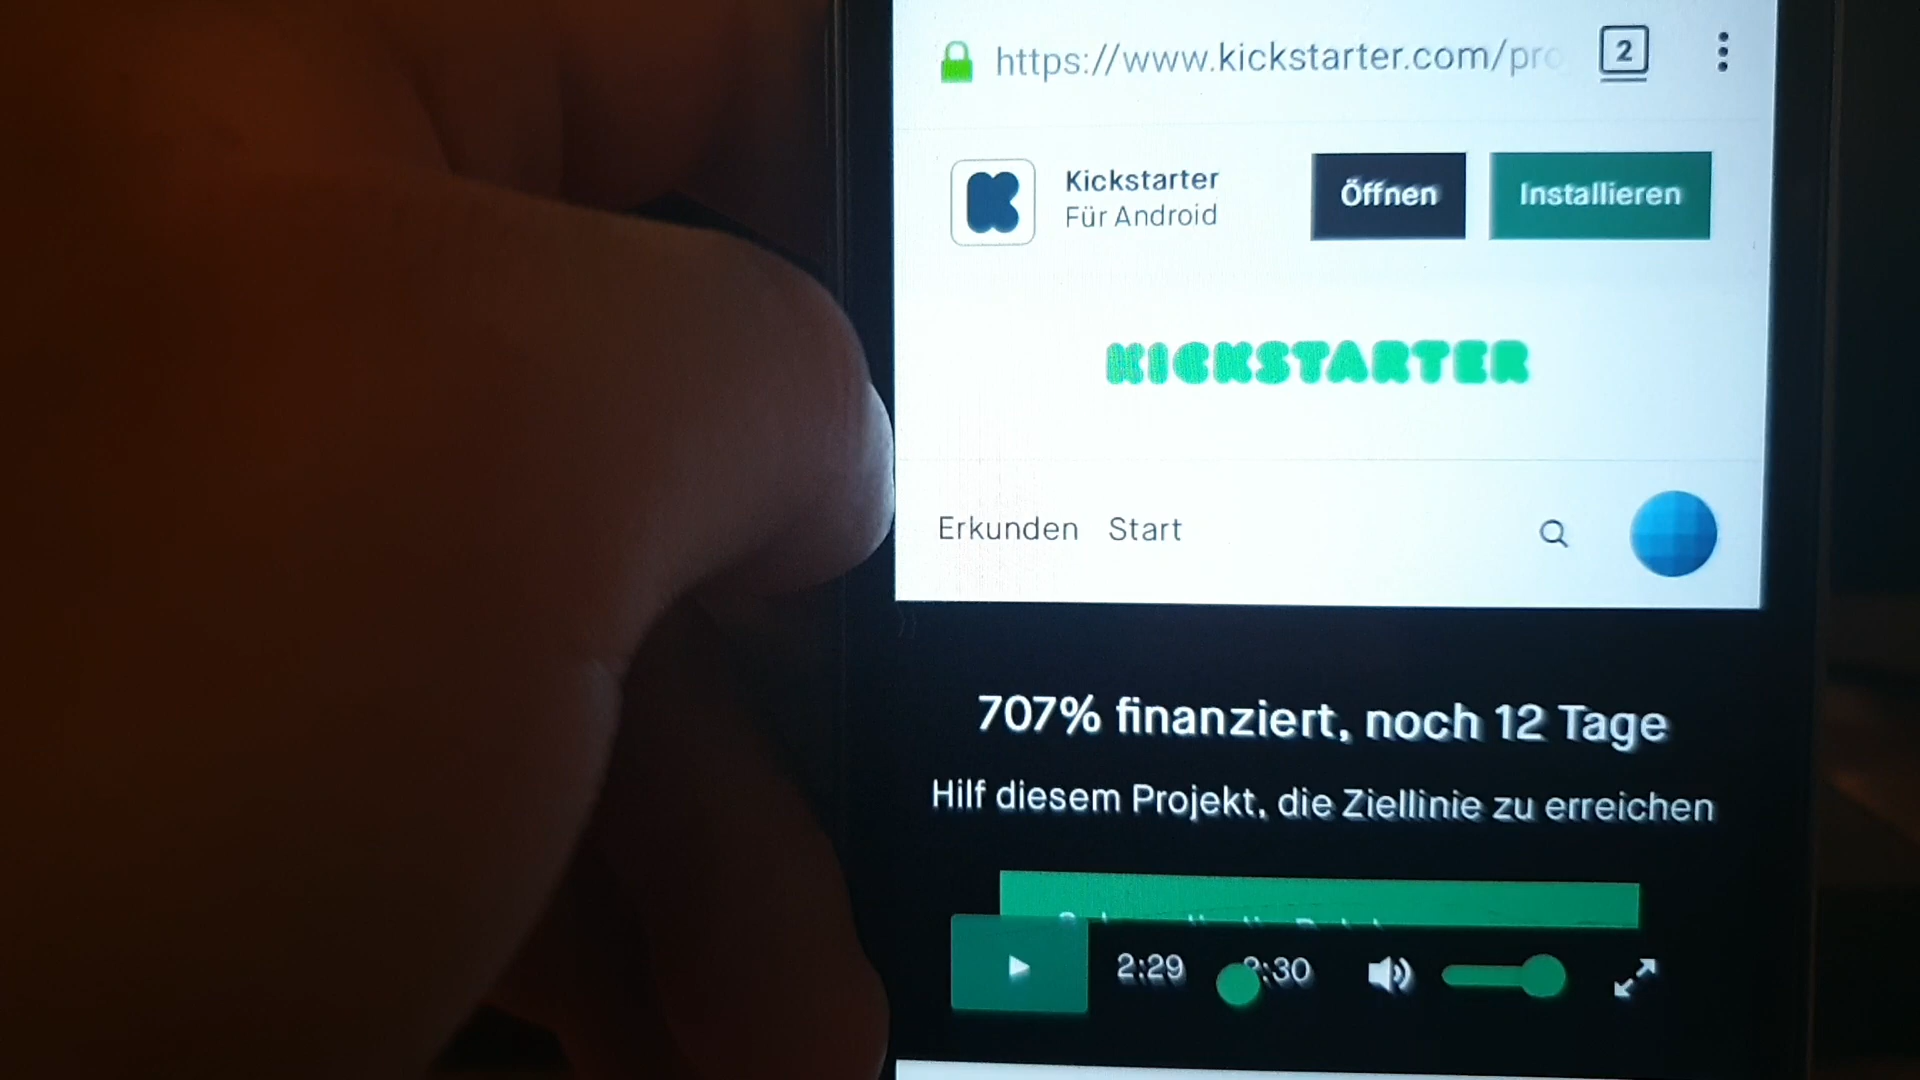 https://www.kickstarter.com/pro
2
Kickstarter
Für Android
Öffnen
Installieren
KICKSTARTER
Erkunden Start
707% finanziert, noch 12 Tage
Hilf diesem Projekt, die Ziellinie zu erreichen
2:29